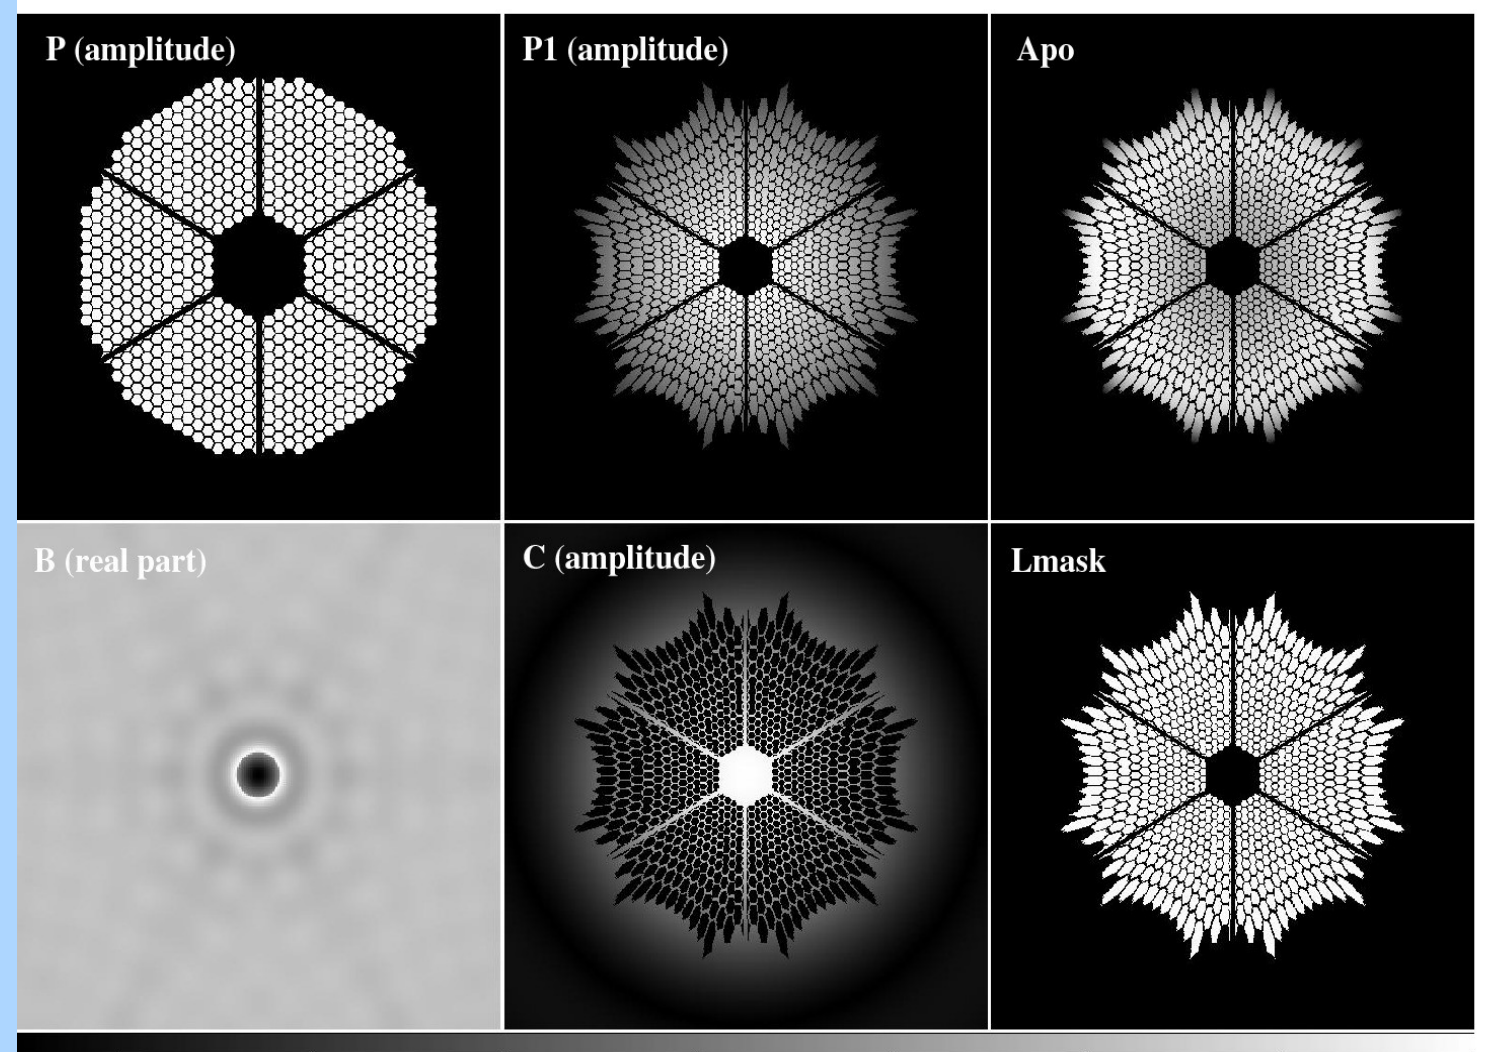 P (amplitude)
P1 (amplitude)
Apo
B (real part)
C (amplitude)
Lmask